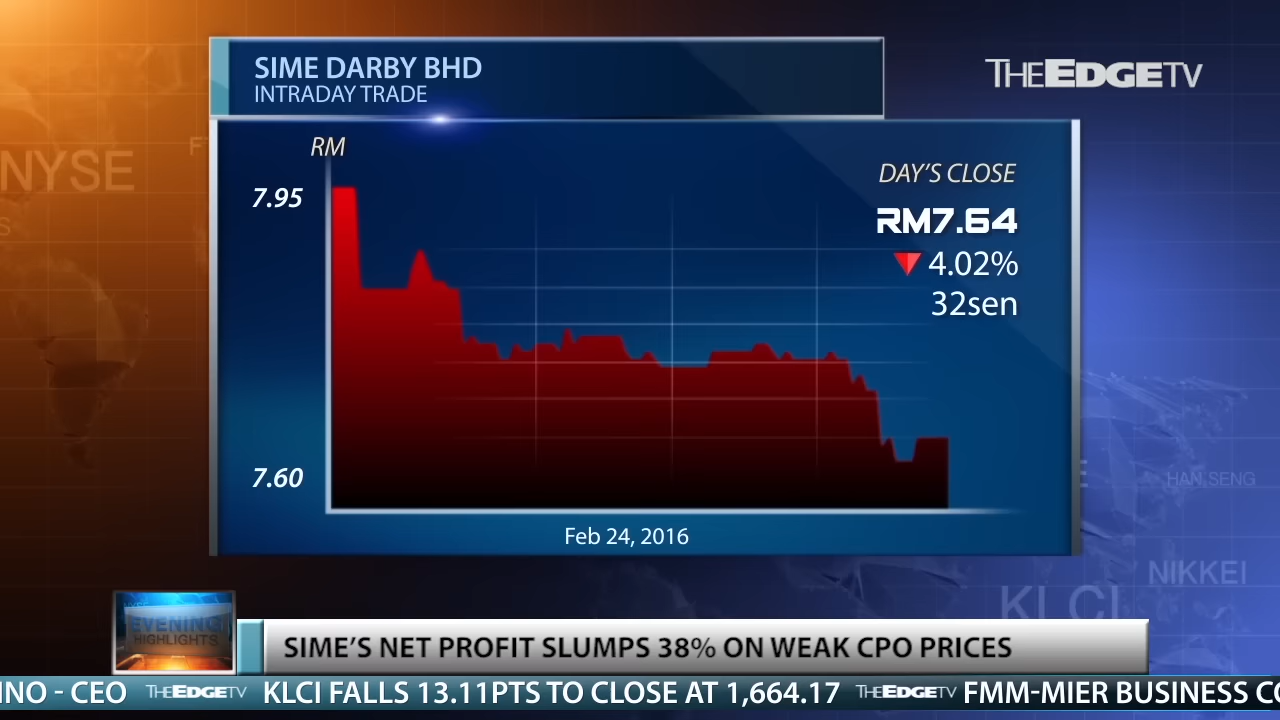 SIME DARBY BHD
INTRADAY TRADE
THEEDGETV
NYSE
RM
7.95
DAY'S CLOSE
RM7.64
4.02%
32sen
7.60
HAN SENG
Feb 24, 2016
NIKKEI
KLCI
EVENING
HIGHLIGHTS
SIME'S NET PROFIT SLUMPS 38% ON WEAK CPO PRICES
INO - CEO THEEDGETV KLCI FALLS 13.11PTS TO CLOSE AT 1,664.17 THEEDGETV FMM-MIER BUSINESS CO